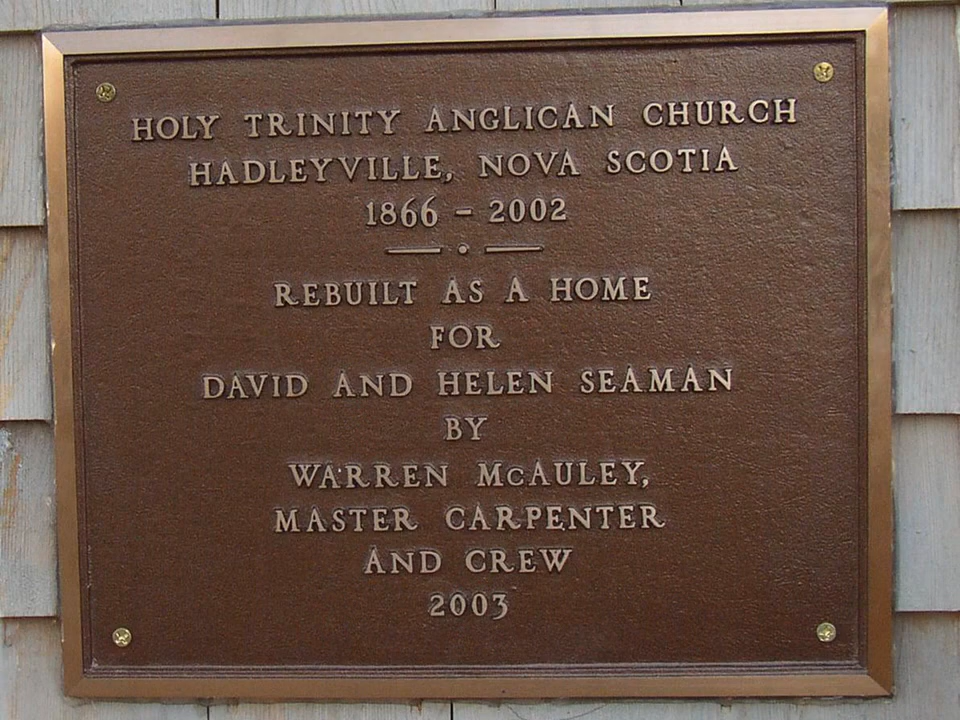 HOLY TRINITY ANGLICAN CHURCH
HADLEYVILLE, NOVA SCOTIA
1866 - 2002
REBUILT AS A HOME
FOR
DAVID AND HELEN SEAMAN
BY
WARREN McAULEY,
MASTER CARPENTER
AND CREW
2003